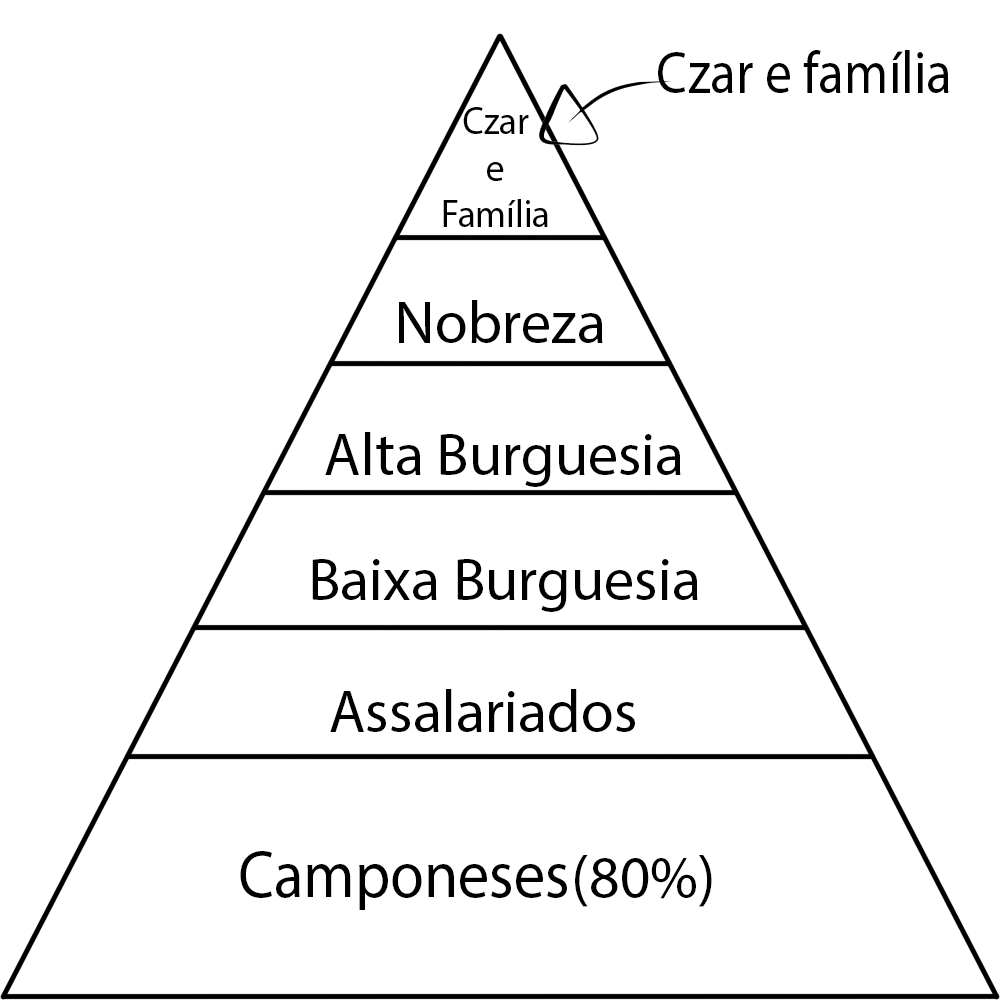 Czar e família
Czar
e
Família
Nobreza
Alta Burguesia
Baixa Burguesia
Assalariados
Camponeses(80%)